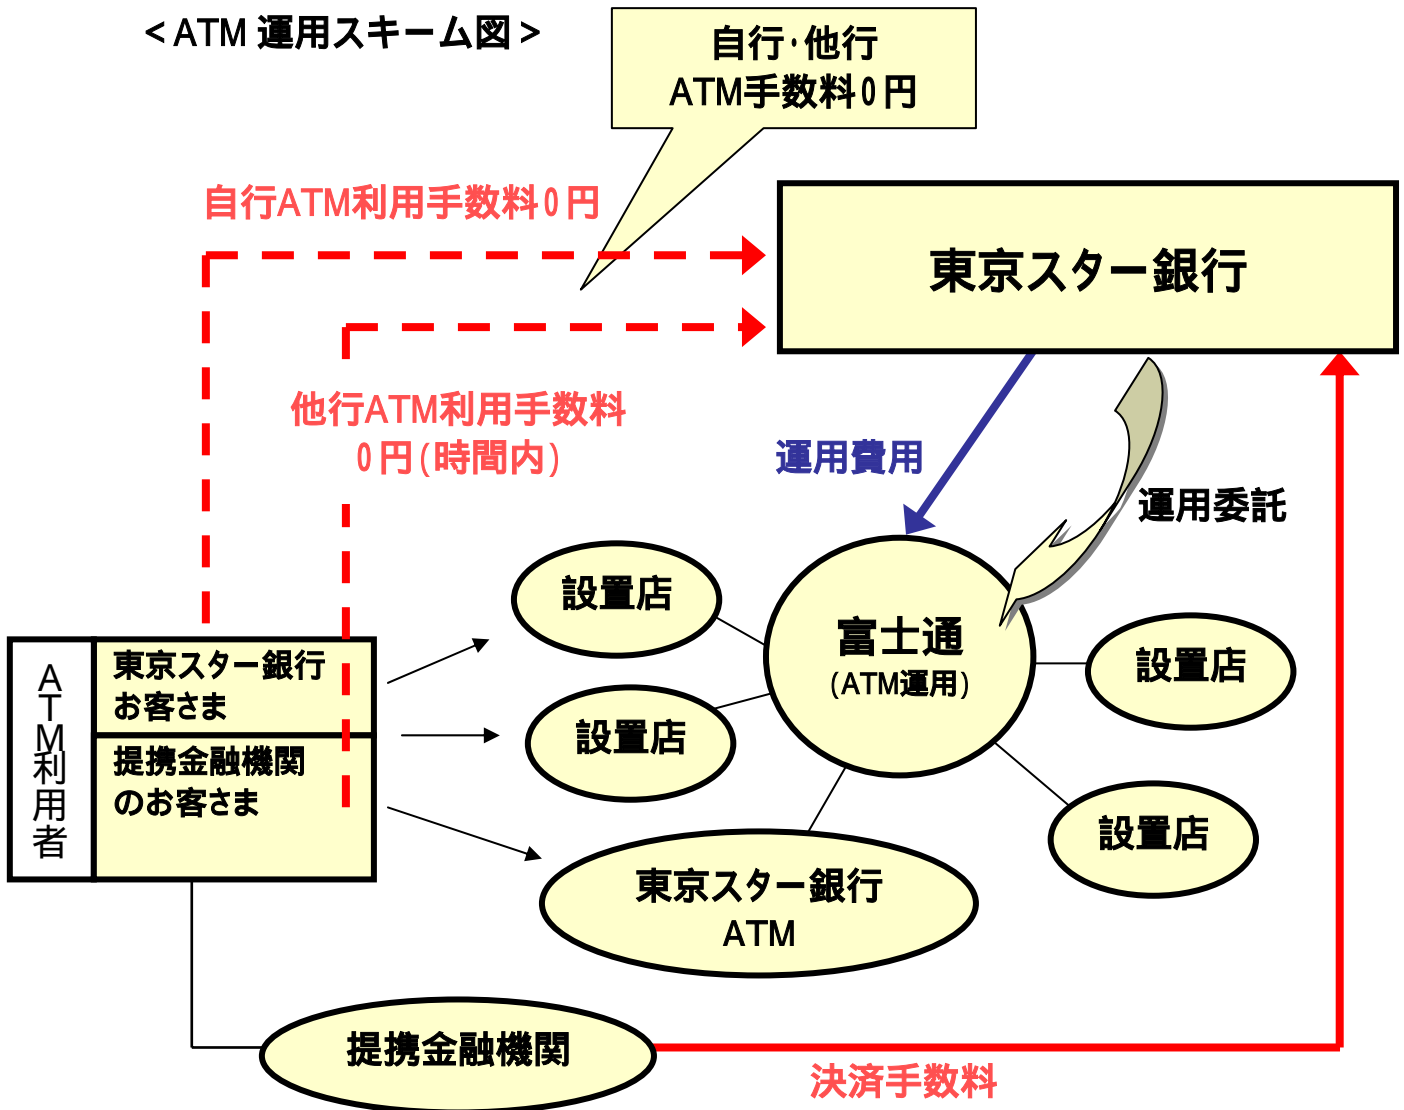 ＜ATM 運用スキーム図＞
自行・他行
ATM手数料０円
自行ATM利用手数料０円
東京スター銀行
他行ATM利用手数料
０円（時間内）
運用費用
運用委託
設置店
富士通
（ATM運用）
設置店
ATM利用者
東京スター銀行
お客さま
設置店
提携金融機関
のお客さま
設置店
東京スター銀行
ATM
提携金融機関
決済手数料